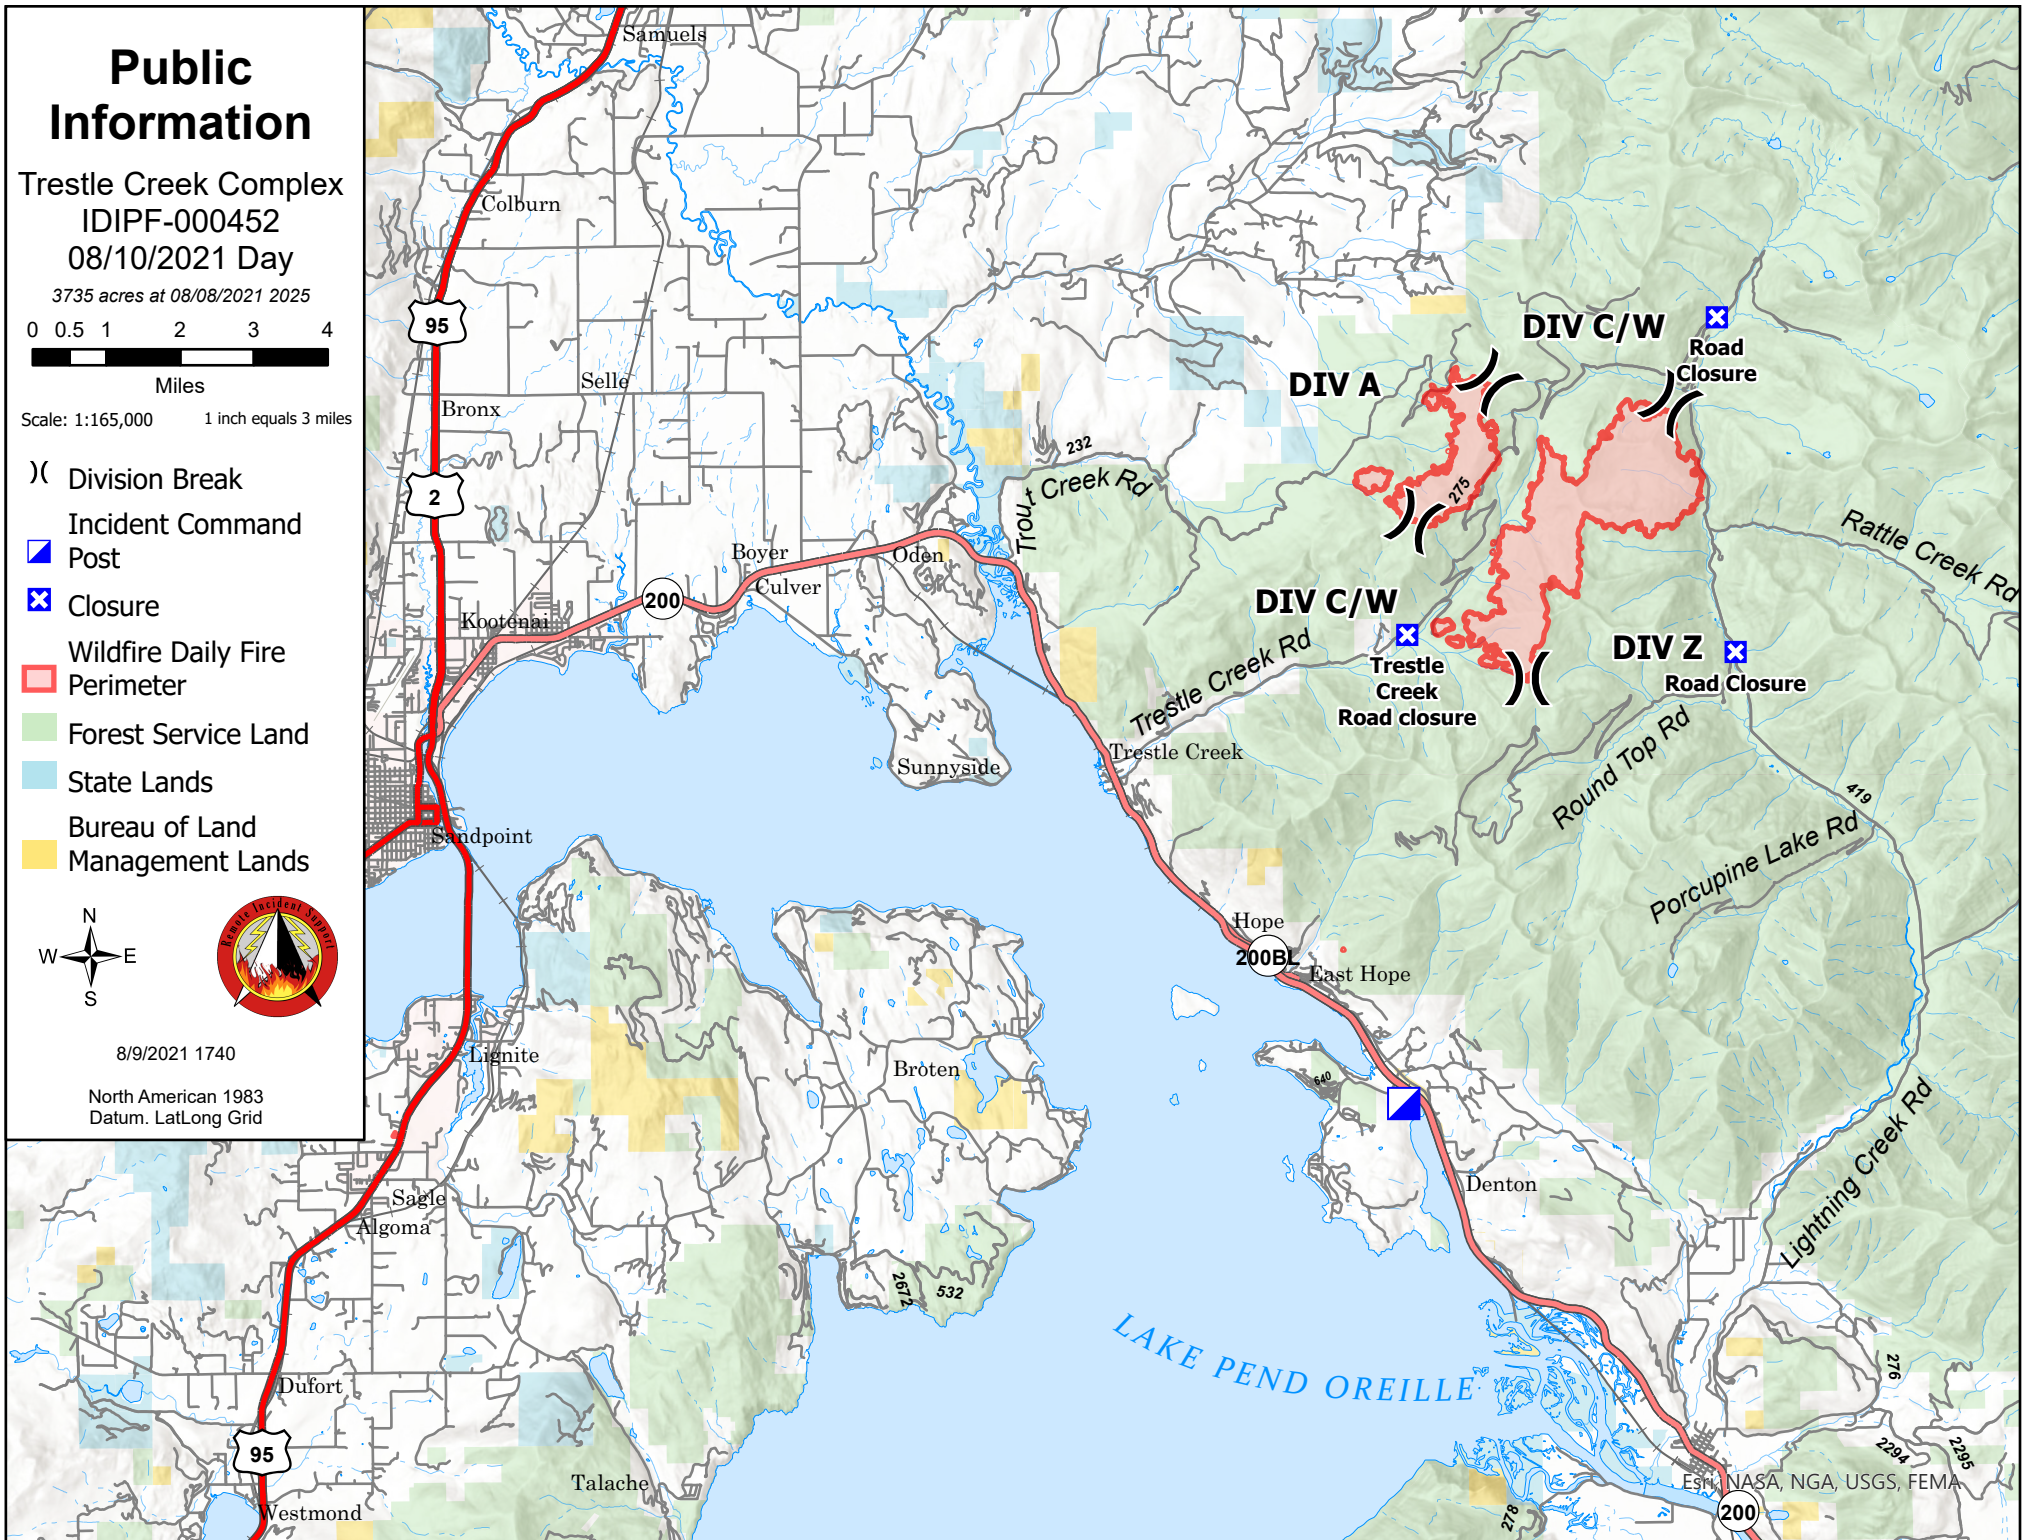 Public
Information
Trestle Creek Complex
IDIPF-000452
08/10/2021 Day
3735 acres at 08/08/2021 2025
0 0.5 1 2 3 4
Miles
Scale: 1:165,000 1 inch equals 3 miles
)( Division Break
Incident Command
Post
Closure
Wildfire Daily Fire
Perimeter
Forest Service Land
State Lands
Bureau of Land
Management Lands
N
W E
S
Remote Incident Support
8/9/2021 1740
North American 1983
Datum. LatLong Grid
Samuels
Colburn
95
Selle
Bronx
2
Boyer
Culver
Oden
200
Kootenai
Sunnyside
Sandpoint
Trout Creek Rd
232
DIV A
DIV C/W
Road
Closure
275
Rattle Creek Rd
DIV C/W
Trestle
Creek
Road closure
DIV Z
Road Closure
Trestle Creek Rd
Trestle Creek
Round Top Rd
419
Porcupine Lake Rd
Hope
200BL
East Hope
Lignite
Broten
640
Denton
Lightning Creek Rd
Sagle
Algoma
2672
532
LAKE PEND OREILLE
Dufort
95
Westmond
Talache
276
2294
2295
278
200
Esri, NASA, NGA, USGS, FEMA